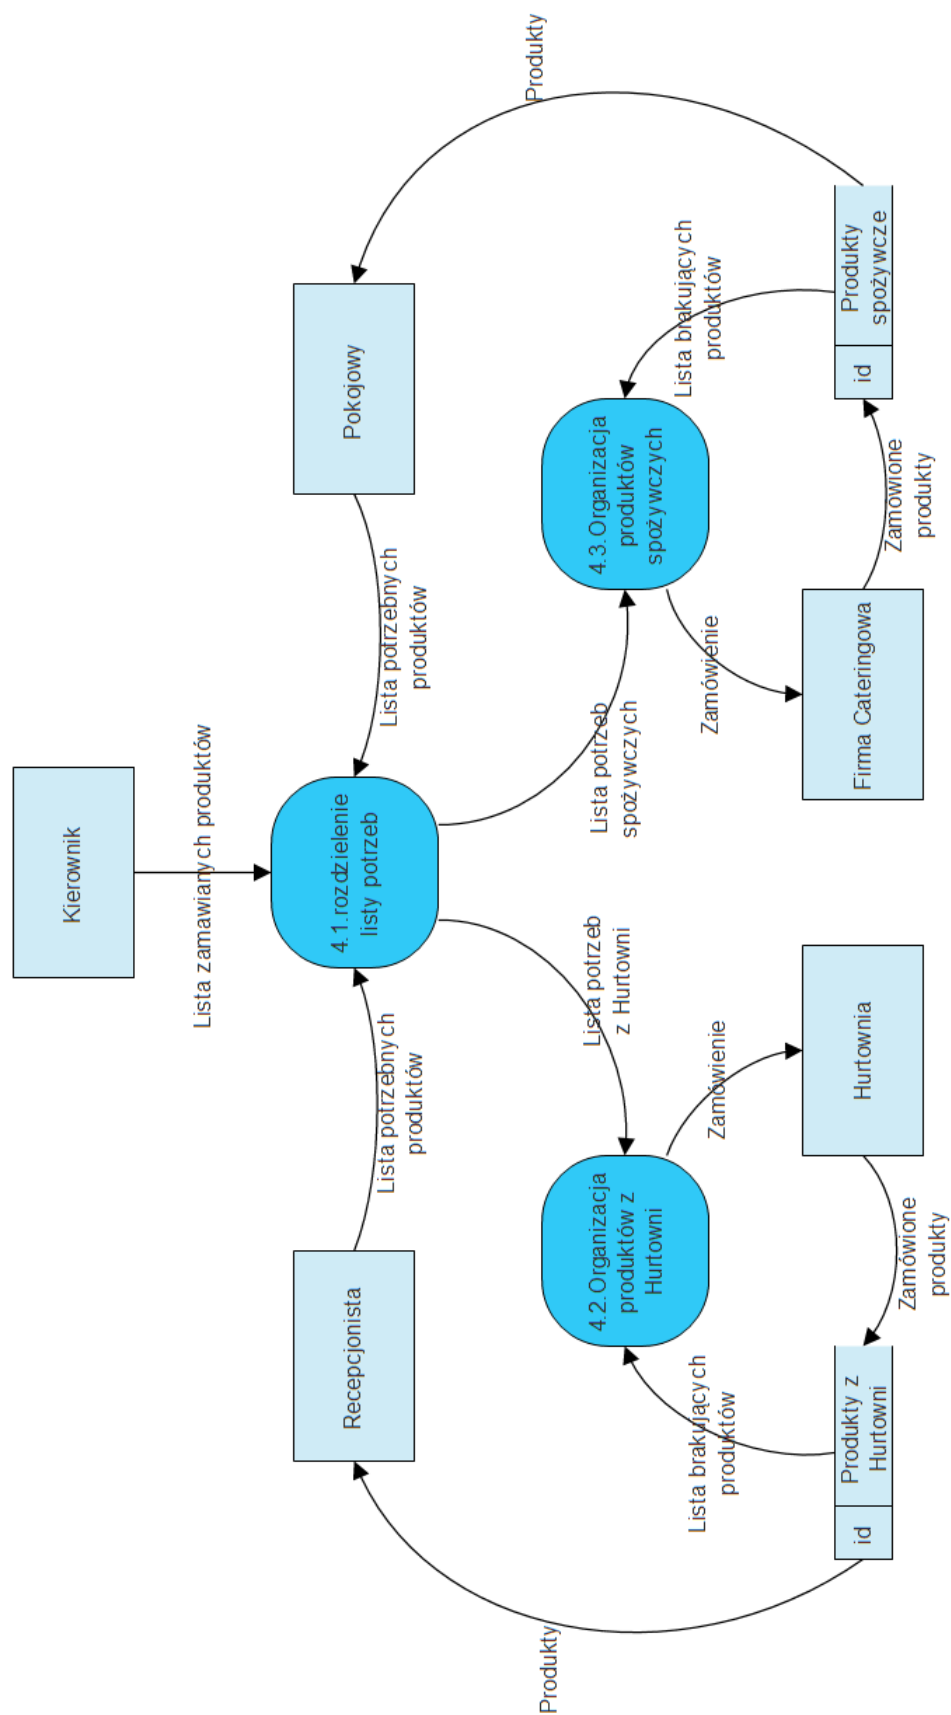 Kierownik
Lista zamawianych produktów
Recepcjonista
Lista potrzebnych
produktów
4.1.rozdzielenie
listy potrzeb
Lista potrzebnych
produktów
Pokojowy
Produkty
Produkty
Lista potrzeb
z Hurtowni
Lista potrzeb
spożywczych
4.2.Organizacja
produktów z
Hurtowni
4.3.Organizacja
produktów
spożywczych
Lista brakujących
produktów
Zamówienie
Zamówienie
Lista brakujących
produktów
id
Produkty z
Hurtowni
Zamówione
produkty
Hurtownia
Firma Cateringowa
Zamówione
produkty
id
Produkty
spożywcze